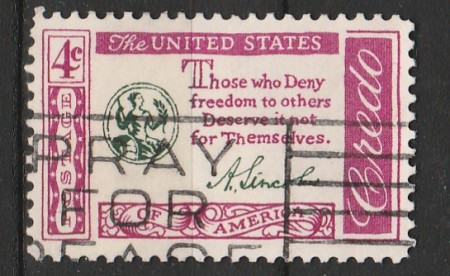 The UNITED STATES
4¢
POSTAGE
Those who Deny
freedom to others
Deserve it not
for Themselves.
A. Lincoln
Credo
OF AMERICA
PRAY
FOR
PEACE